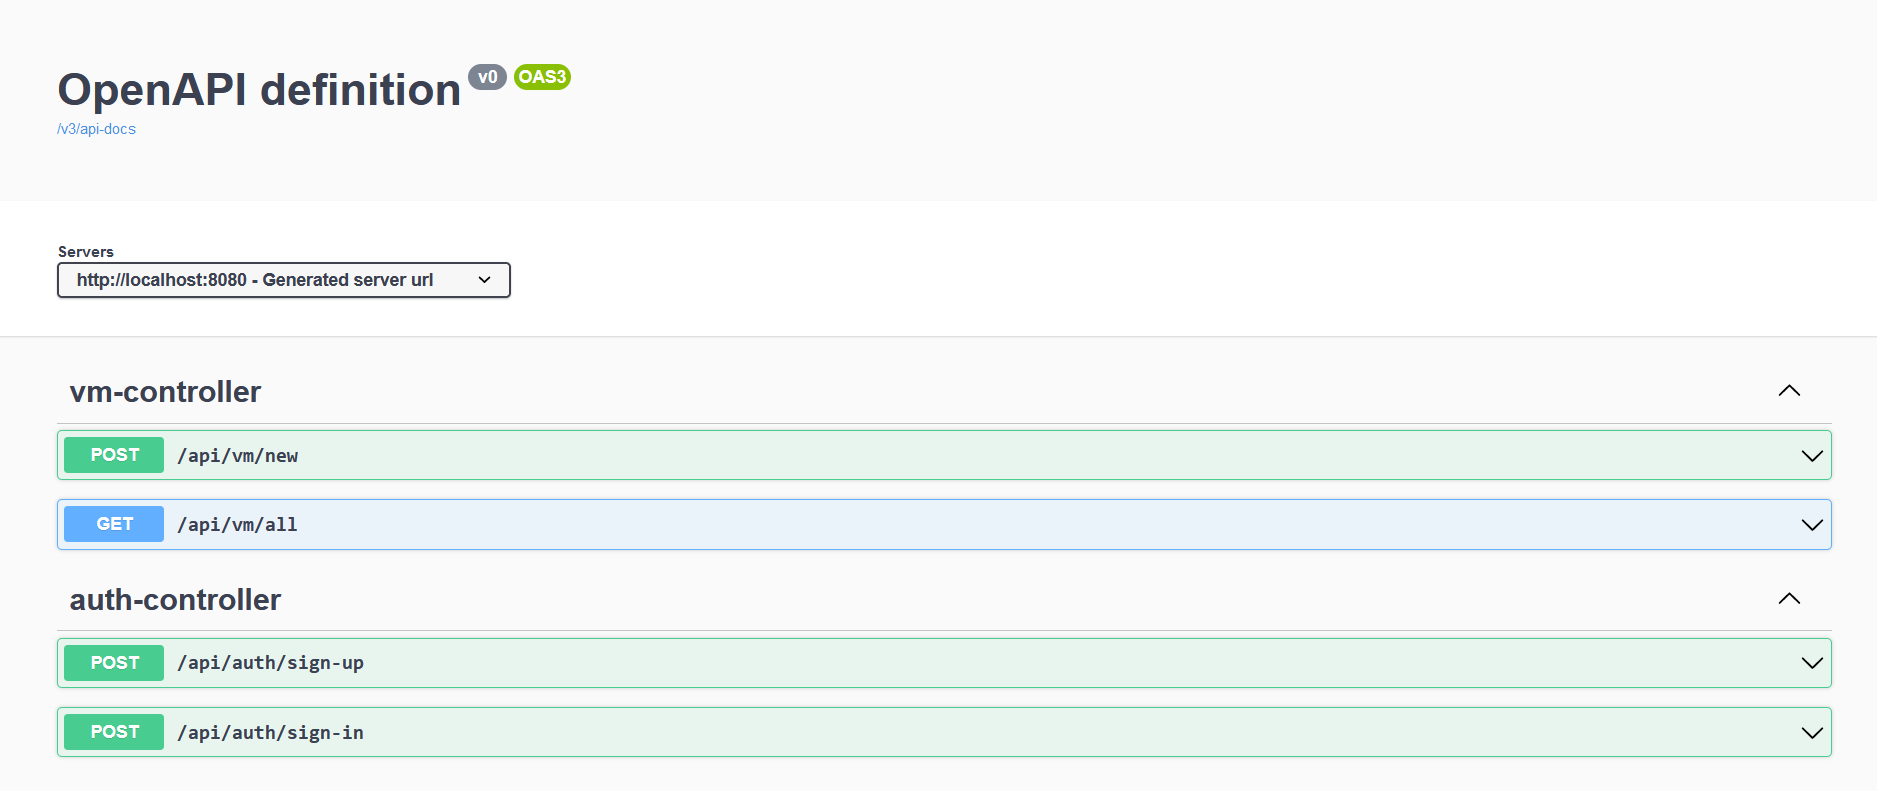 OpenAPI definition v0 OAS3
/v3/api-docs
Servers
http://localhost:8080 - Generated server url
vm-controller
POST /api/vm/new
GET /api/vm/all
auth-controller
POST /api/auth/sign-up
POST /api/auth/sign-in